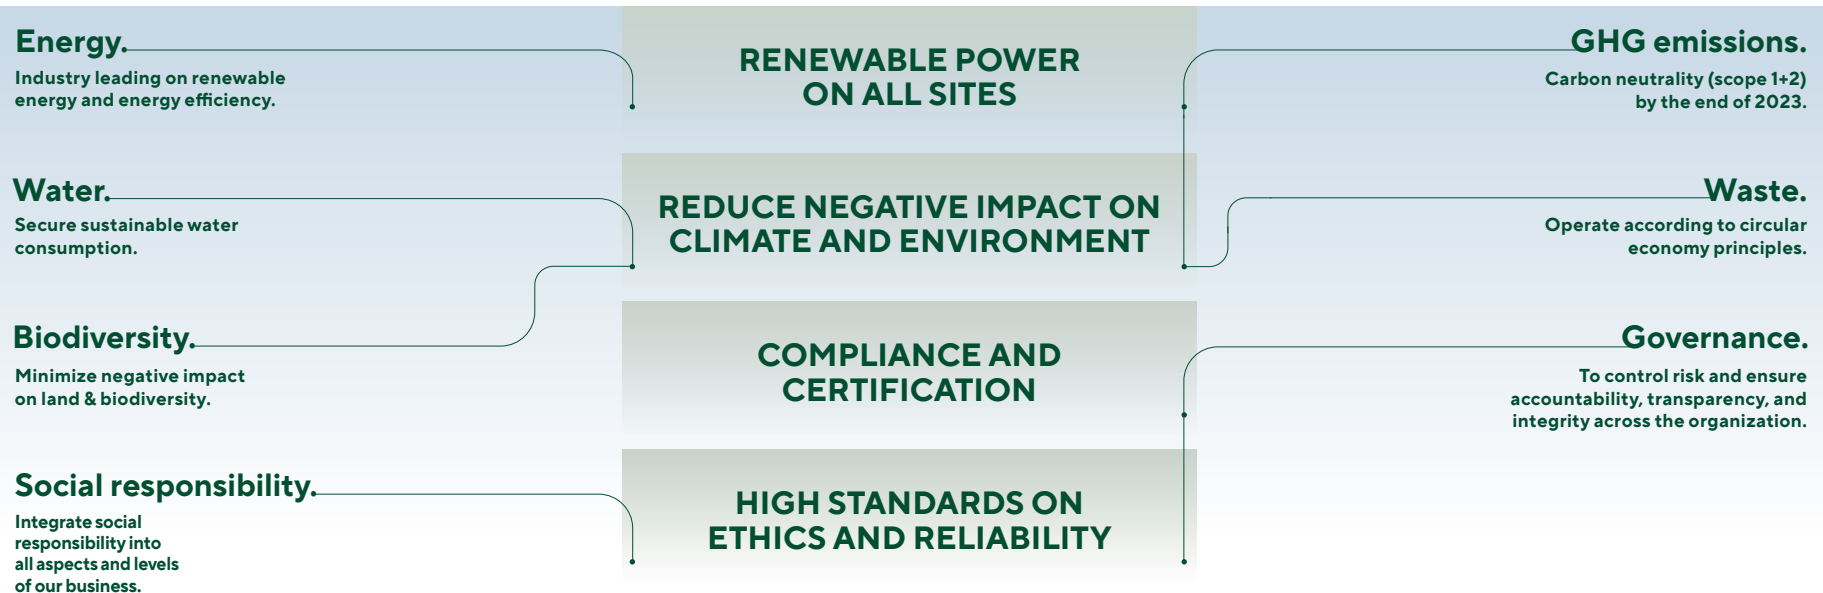 Energy.
Industry leading on renewable
energy and energy efficiency.
Water.
Secure sustainable water
consumption.
Biodiversity.
Minimize negative impact
on land & biodiversity.
Social responsibility.
Integrate social
responsibility into
all aspects and levels
of our business.
RENEWABLE POWER
ON ALL SITES
REDUCE NEGATIVE IMPACT ON
CLIMATE AND ENVIRONMENT
COMPLIANCE AND
CERTIFICATION
HIGH STANDARDS ON
ETHICS AND RELIABILITY
GHG emissions.
Carbon neutrality (scope 1+2)
by the end of 2023.
Waste.
Operate according to circular
economy principles.
Governance.
To control risk and ensure
accountability, transparency, and
integrity across the organization.